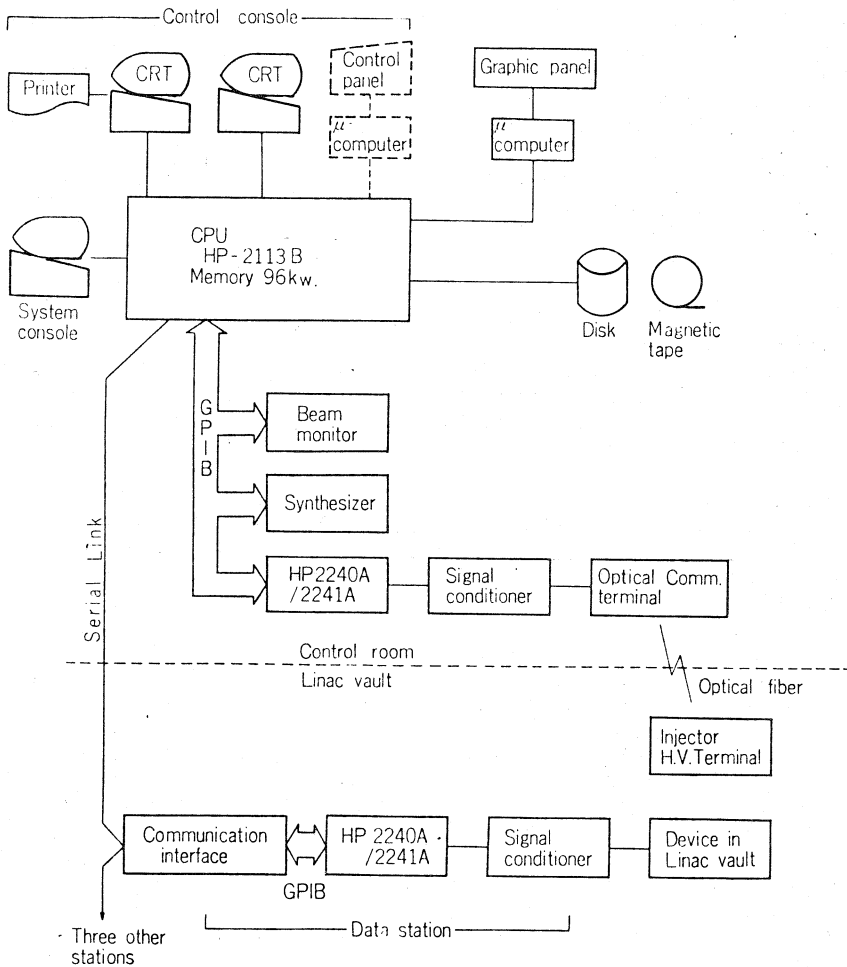 Control console
Printer
CRT
CRT
Control
panel
μ-
computer
Graphic panel
μ
computer
CPU
HP-2113B
Memory 96kw.
System
console
Disk
Magnetic
tape
GPIB
Beam
monitor
Synthesizer
HP2240A
/2241A
Signal
conditioner
Optical Comm.
terminal
Serial Link
Control room
Linac vault
Optical fiber
Injector
H.V.Terminal
Communication
interface
GPIB
HP 2240A
/2241A
Signal
conditioner
Device in
Linac vault
Data station
Three other
stations